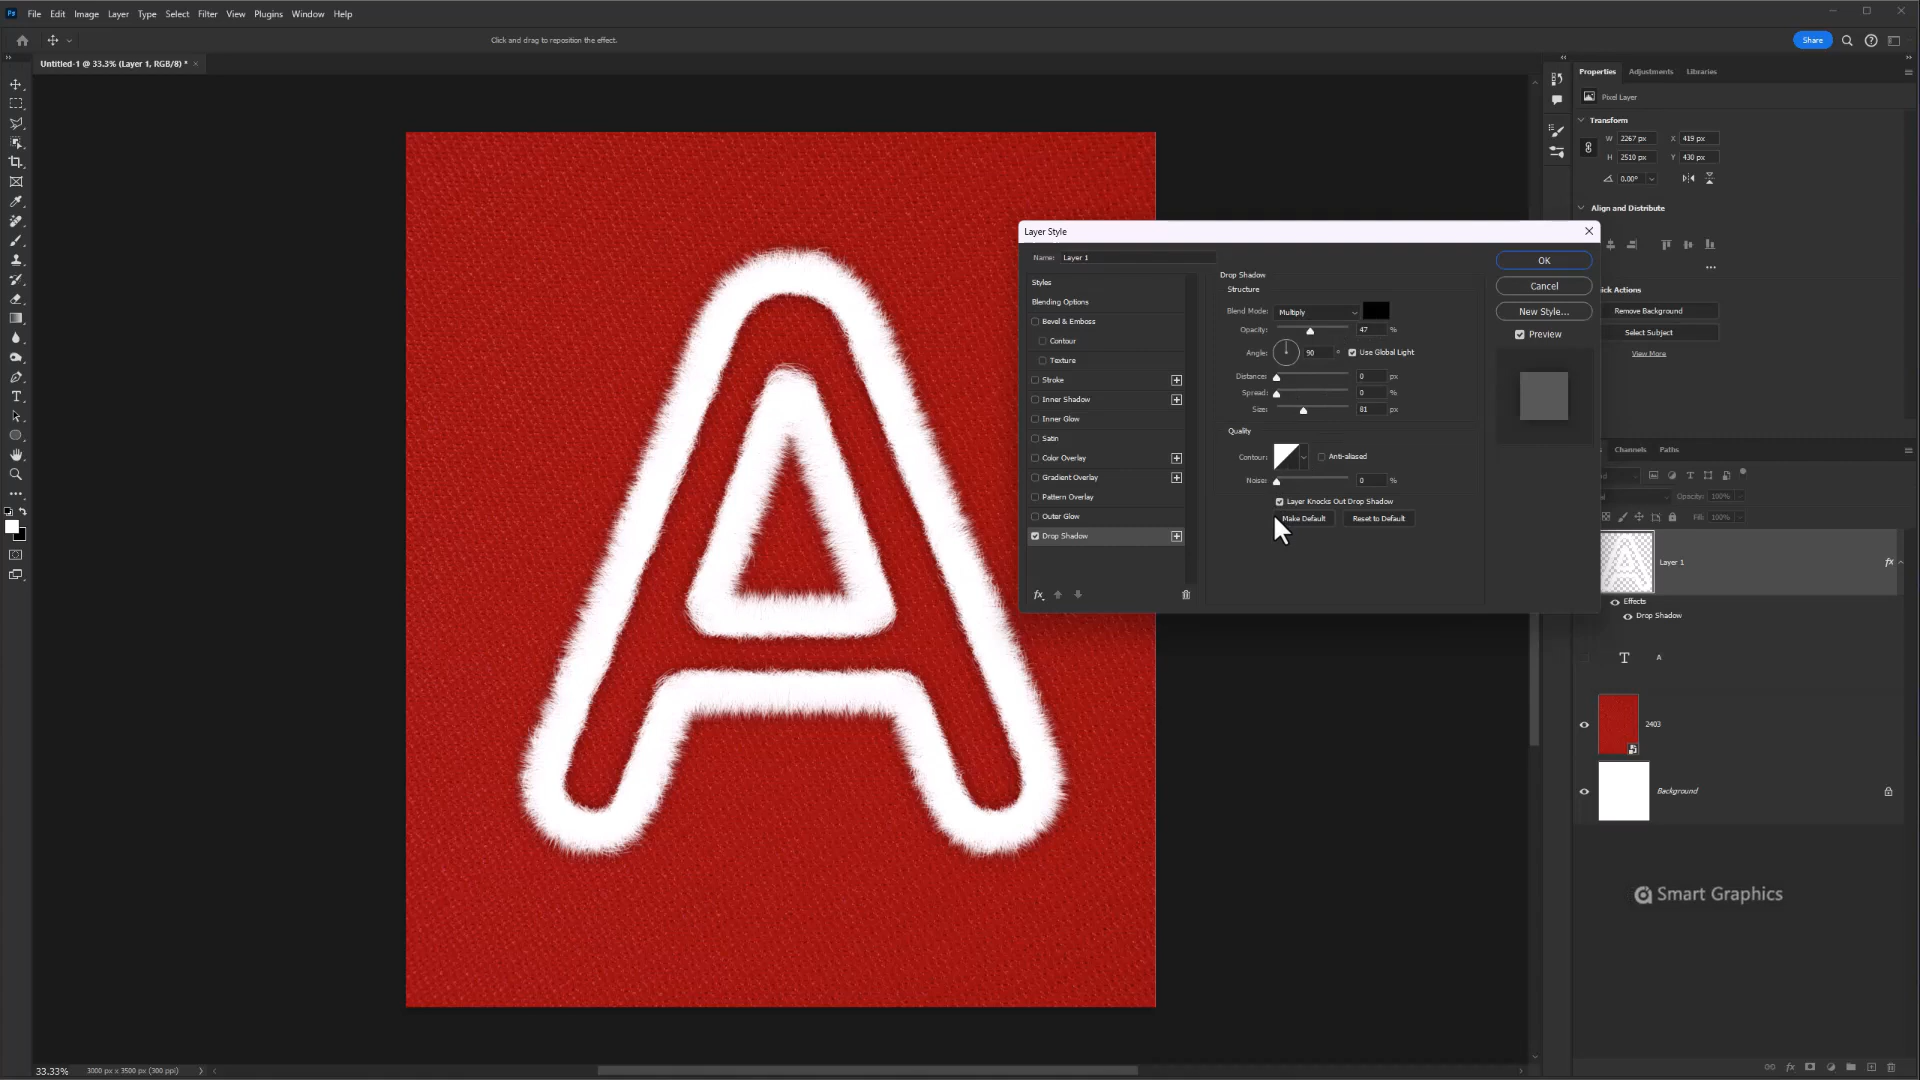 Ps File Edit Image Layer Type Select Filter View Plugins Window Help
Click and drag to reposition the effect.
Share
Untitled-1 @ 33.3% (Layer 1, RGB/8) *
Properties Adjustments Libraries
Pixel Layer
Transform
W 2267 px X 419 px
H 2510 px Y 430 px
0.00°
Align and Distribute
ick Actions
Remove Background
Select Subject
View More
Layer Style
Name: Layer 1
Styles
Blending Options
Bevel & Emboss
Contour
Texture
Stroke
Inner Shadow
Inner Glow
Satin
Color Overlay
Gradient Overlay
Pattern Overlay
Outer Glow
Drop Shadow
fx
Drop Shadow
Structure
Blend Mode: Multiply
Opacity: 47 %
Angle: 90 ° Use Global Light
Distance: 0 px
Spread: 0 %
Size: 81 px
Quality
Contour: Anti-aliased
Noise: 0 %
Layer Knocks Out Drop Shadow
Make Default Reset to Default
OK
Cancel
New Style...
Preview
A
Channels Paths
Opacity: 100%
Fill: 100%
Layer 1 fx
Effects
Drop Shadow
T A
2403
Background
Smart Graphics
33.33% 3000 px x 3500 px (300 ppi)
fx